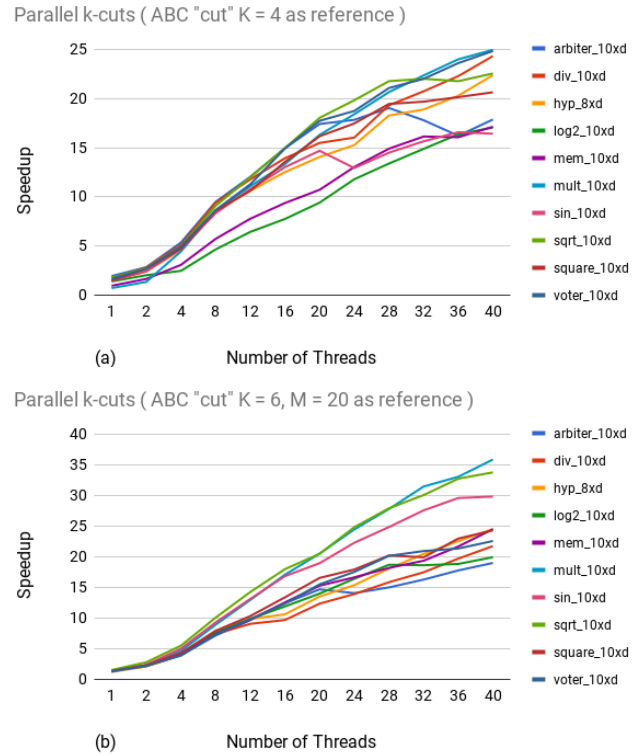 Parallel k-cuts ( ABC "cut" K = 4 as reference )
25
20
15
10
5
0
Speedup
1 2 4 8 12 16 20 24 28 32 36 40
(a) Number of Threads
arbiter_10xd
div_10xd
hyp_8xd
log2_10xd
mem_10xd
mult_10xd
sin_10xd
sqrt_10xd
square_10xd
voter_10xd
Parallel k-cuts ( ABC "cut" K = 6, M = 20 as reference )
40
35
30
25
20
15
10
5
0
Speedup
1 2 4 8 12 16 20 24 28 32 36 40
(b) Number of Threads
arbiter_10xd
div_10xd
hyp_8xd
log2_10xd
mem_10xd
mult_10xd
sin_10xd
sqrt_10xd
square_10xd
voter_10xd